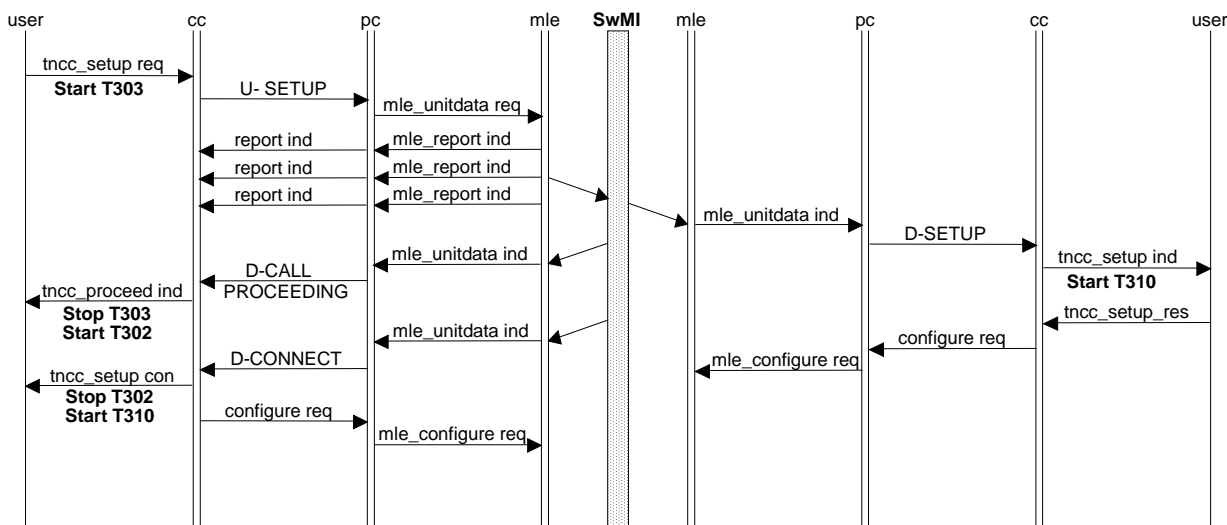 user cc pc mle SwMI mle pc cc user
tncc_setup req
Start T303
U- SETUP
mle_unitdata req
report ind
mle_report ind
report ind
mle_report ind
report ind
mle_report ind
mle_unitdata ind
D-SETUP
tncc_setup ind
Start T310
mle_unitdata ind
D-CALL
PROCEEDING
tncc_proceed ind
Stop T303
Start T302
tncc_setup_res
configure req
mle_configure req
mle_unitdata ind
D-CONNECT
tncc_setup con
Stop T302
Start T310
configure req
mle_configure req